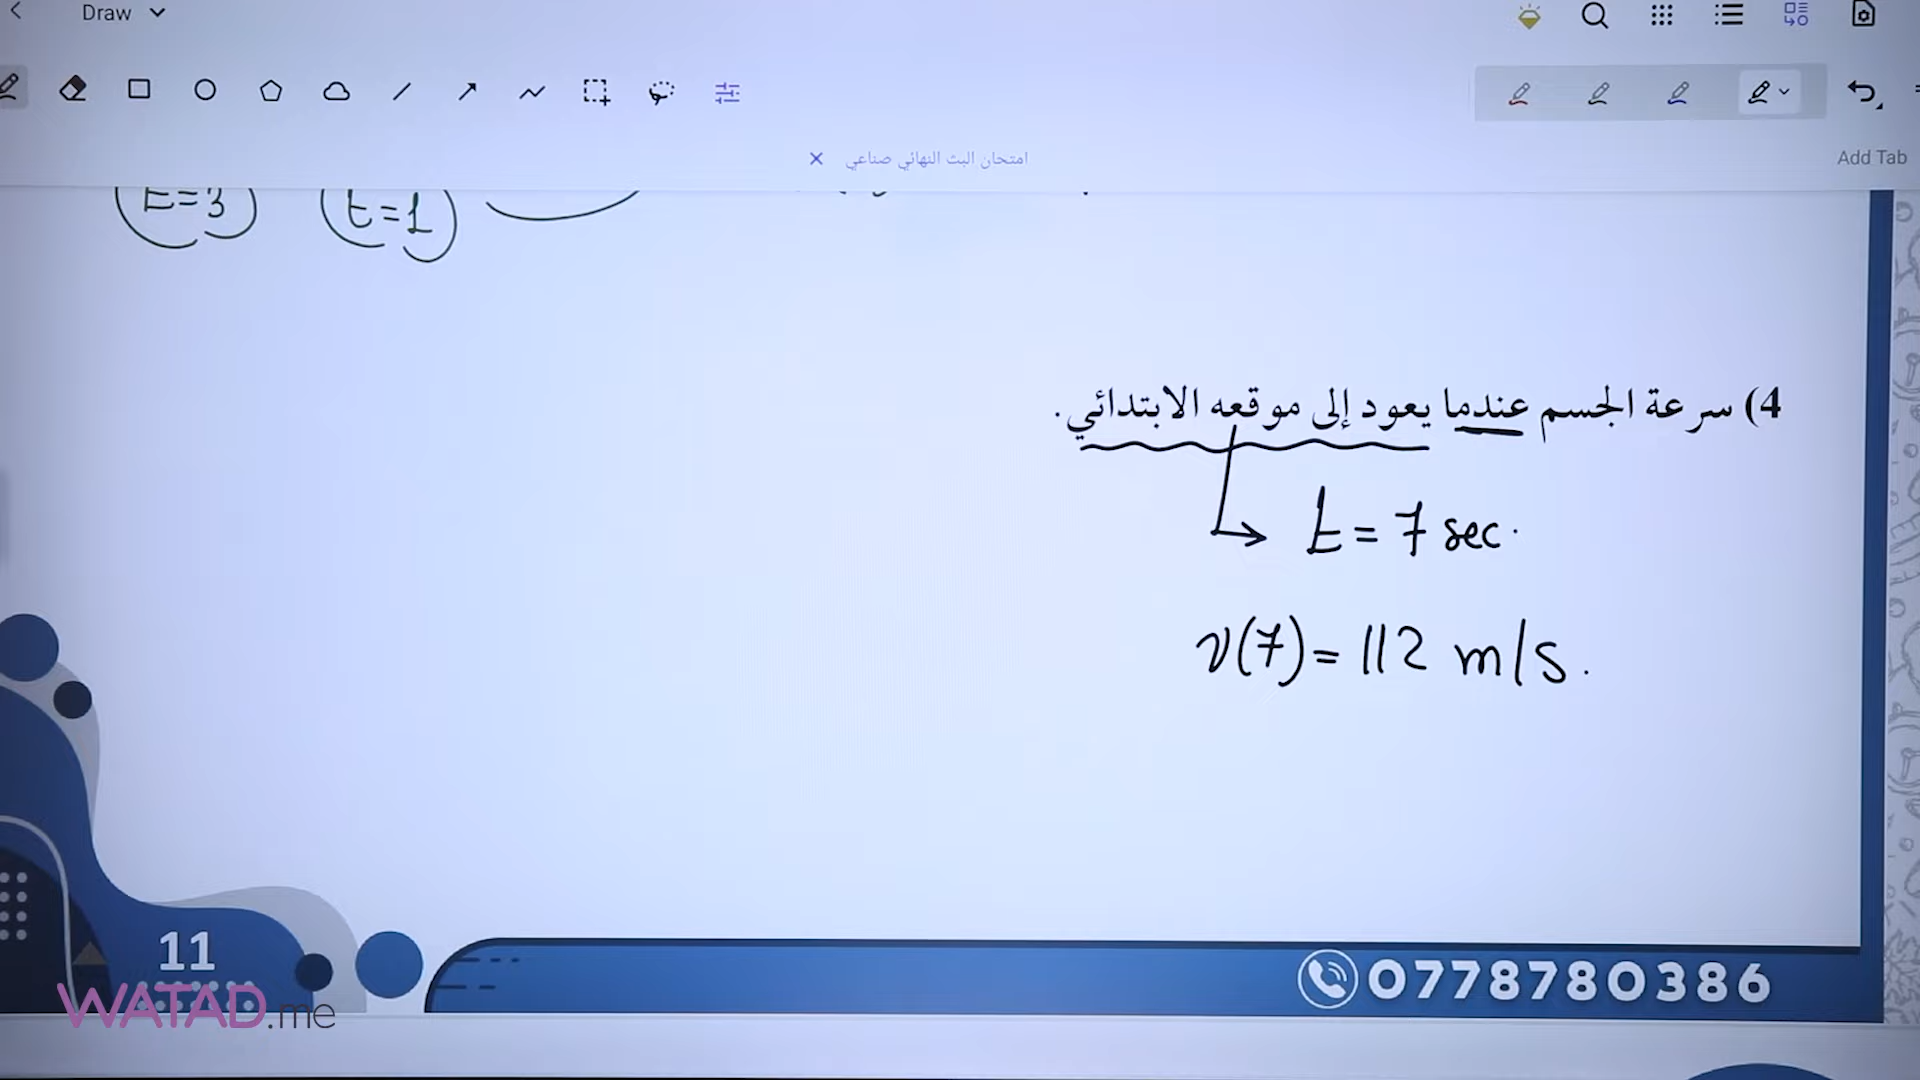 Draw
امتحان البث النهائي صناعي
Add Tab
t=3 t=1
4) سرعة الجسم عندما يعود إلى موقعه الابتدائي .
t = 7 sec.
v(7) = 112 m/s.
11
WATAD.me
0778780386